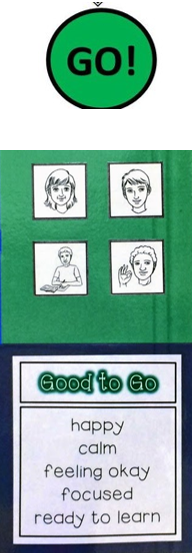 GO!
Good to Go
happy
calm
feeling okay
focused
ready to learn